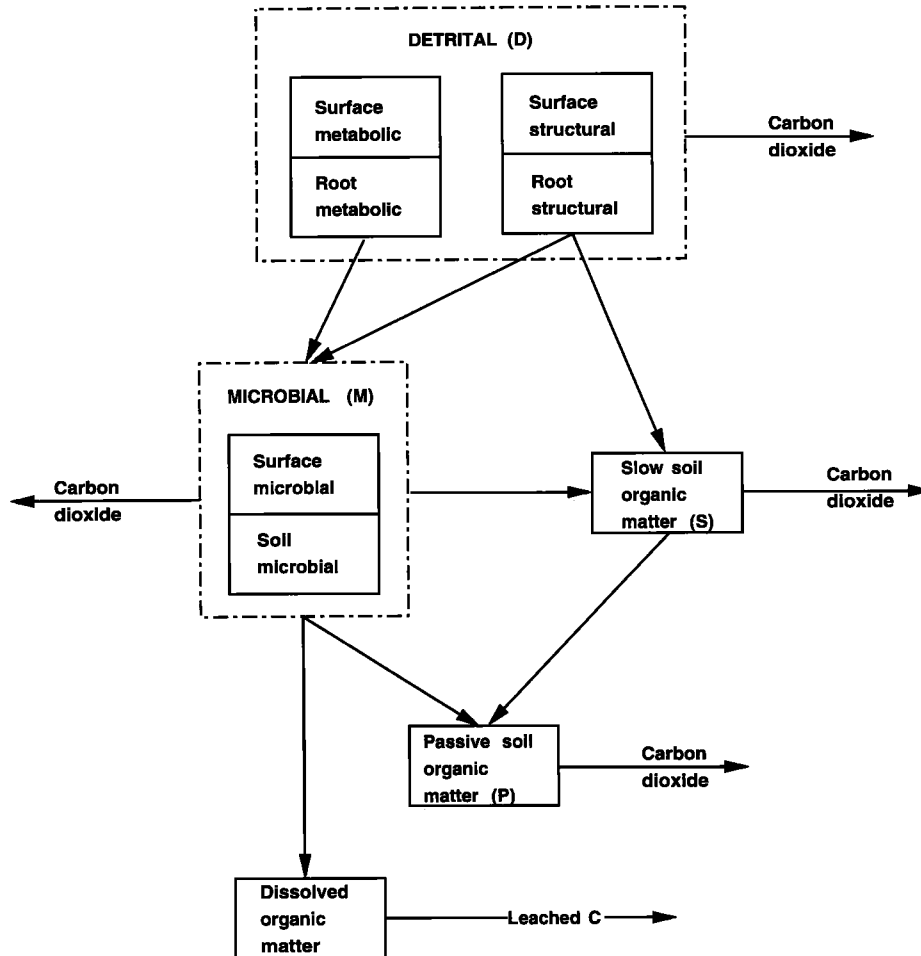 DETRITAL (D)
Surface
metabolic
Root
metabolic
Surface
structural
Root
structural
Carbon
dioxide
MICROBIAL (M)
Surface
microbial
Soil
microbial
Carbon
dioxide
Slow soil
organic
matter (S)
Carbon
dioxide
Passive soil
organic
matter (P)
Carbon
dioxide
Dissolved
organic
matter
Leached C